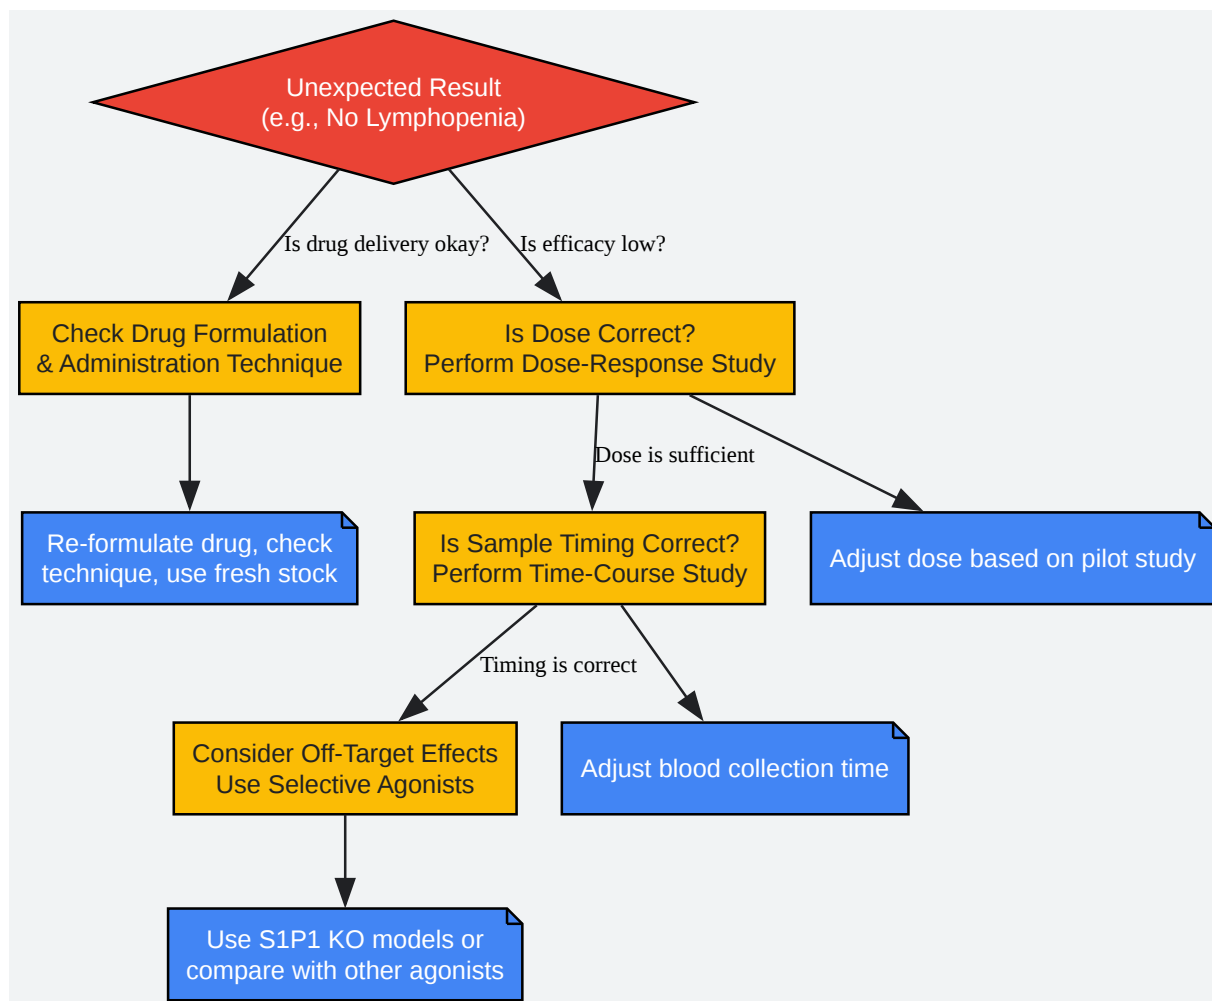 Unexpected Result
(e.g., No Lymphopenia)
Is drug delivery okay?
Is efficacy low?
Check Drug Formulation
& Administration Technique
Is Dose Correct?
Perform Dose-Response Study
Dose is sufficient
Re-formulate drug, check
technique, use fresh stock
Is Sample Timing Correct?
Perform Time-Course Study
Adjust dose based on pilot study
Timing is correct
Consider Off-Target Effects
Use Selective Agonists
Adjust blood collection time
Use S1P1 KO models or
compare with other agonists